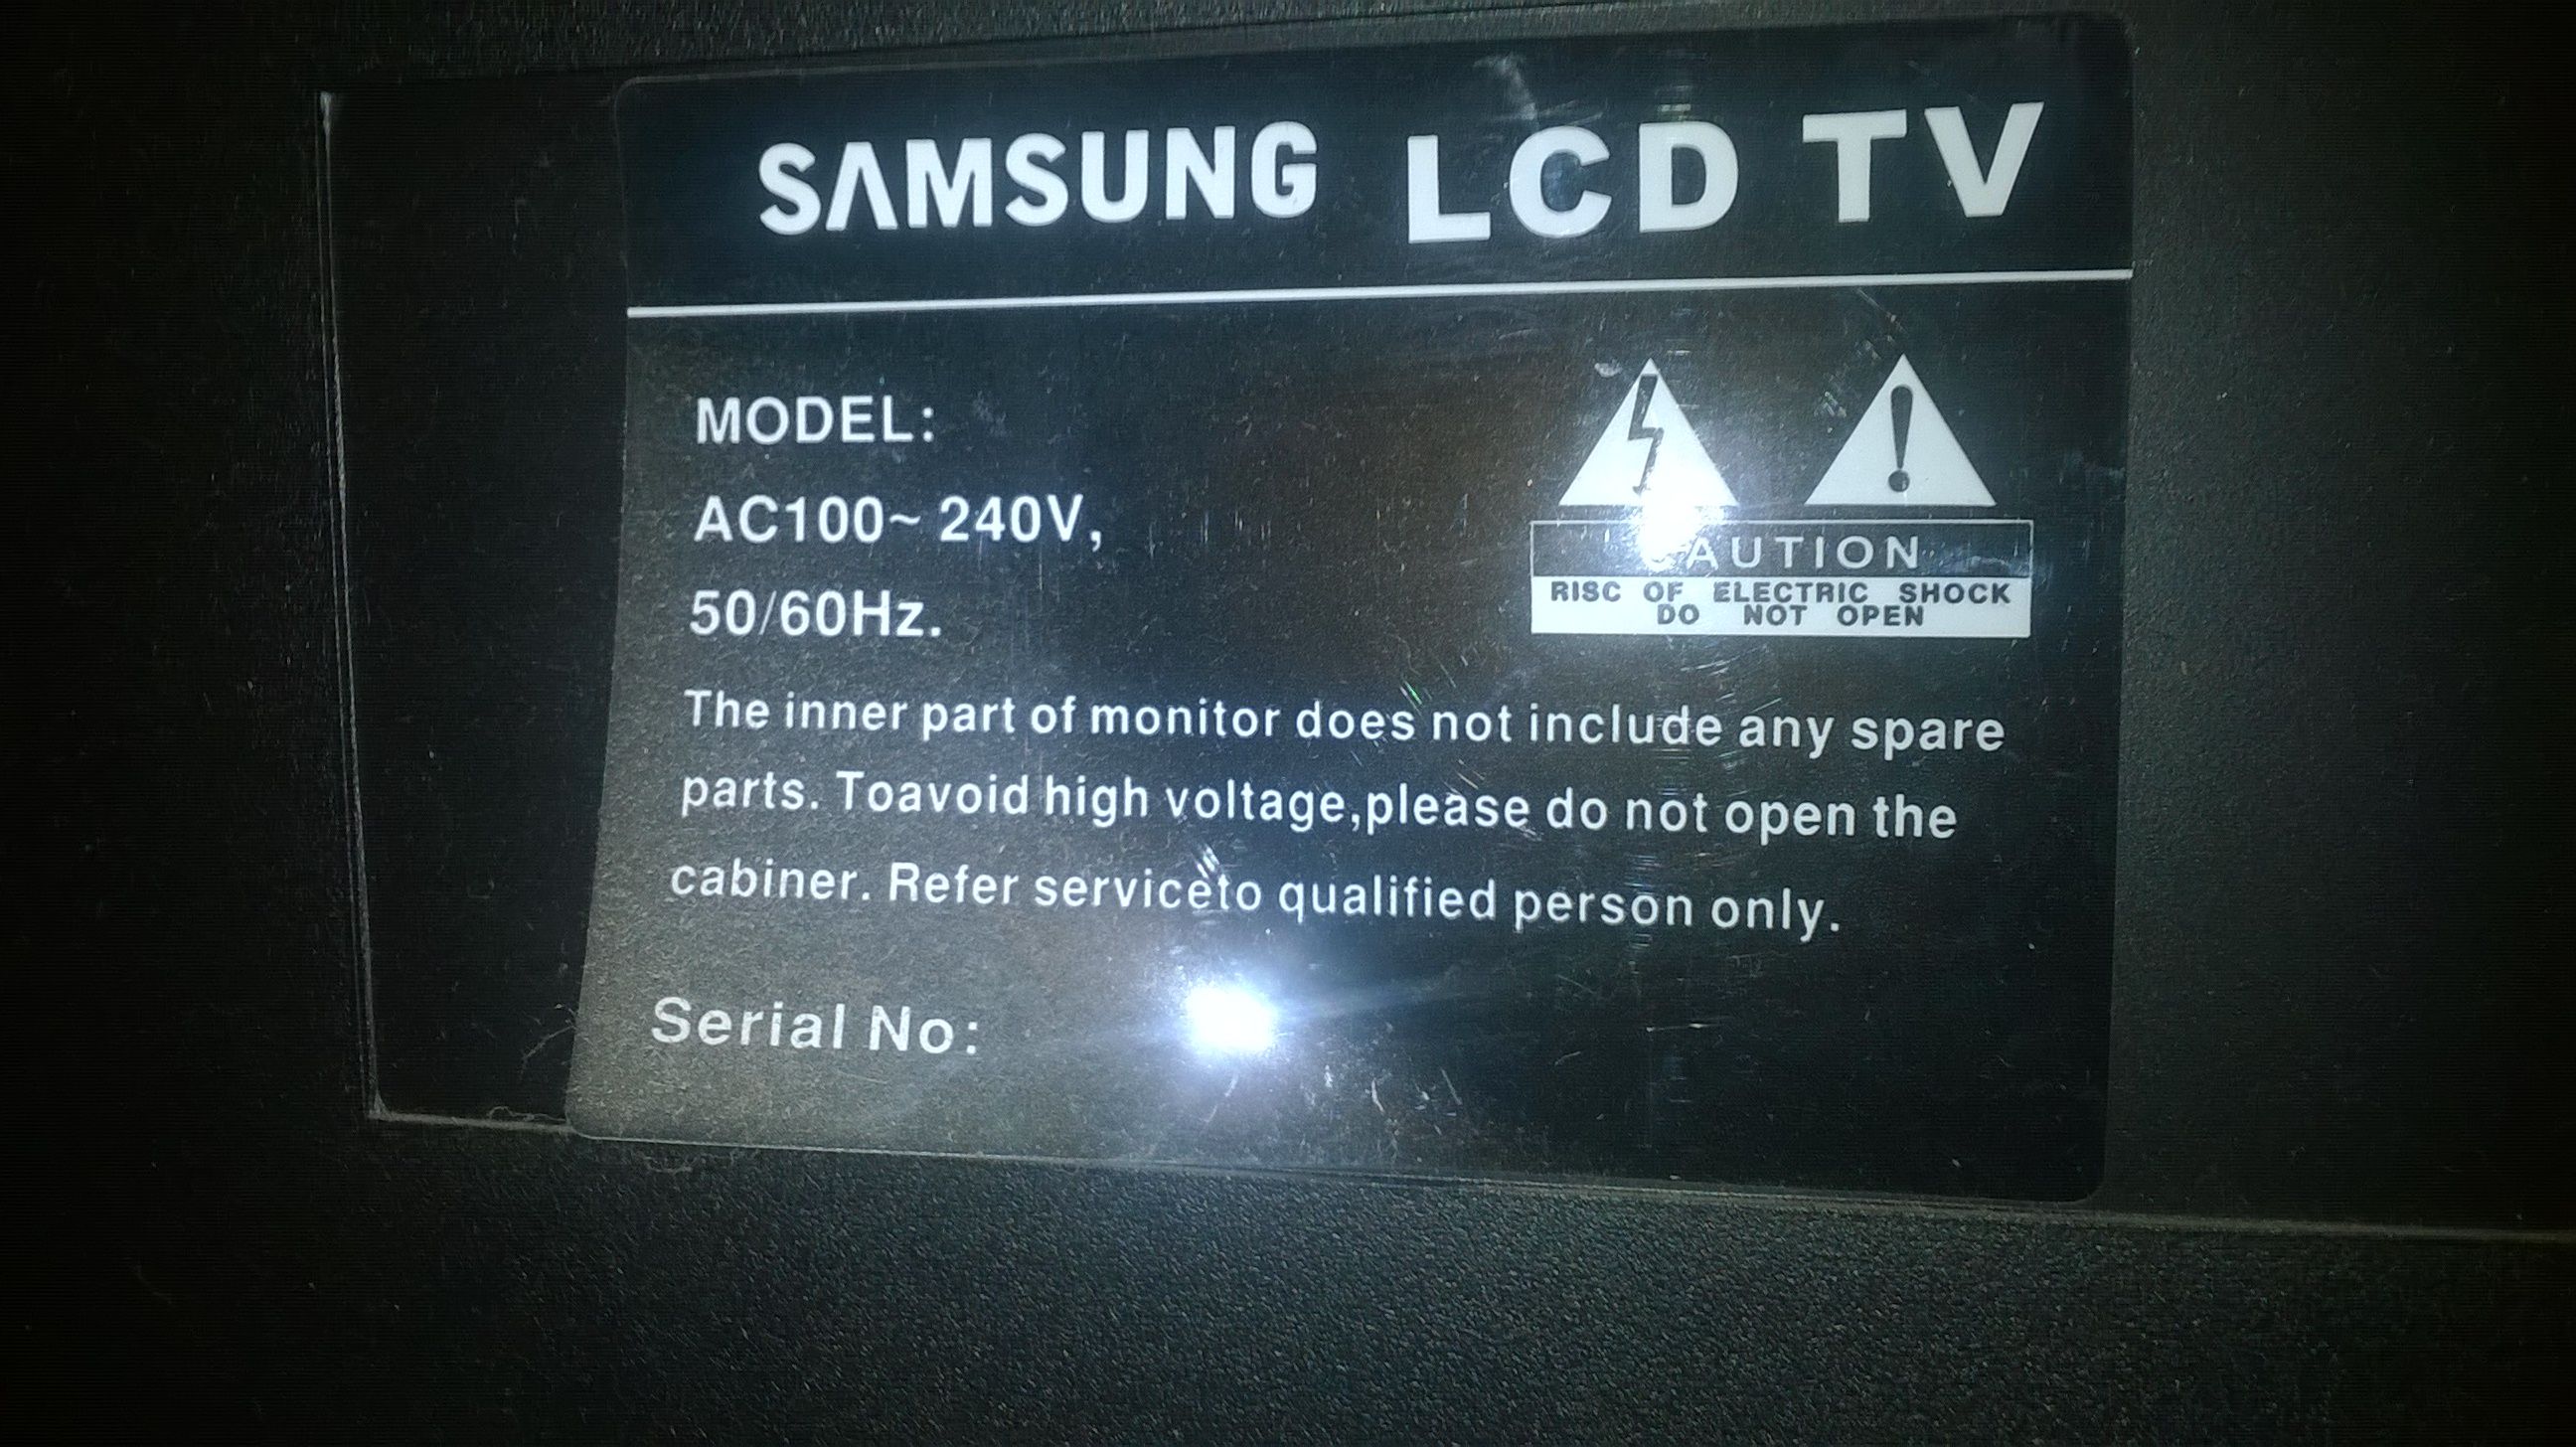 SAMSUNG LCD TV
MODEL:
AC100~ 240V,
50/60Hz.
CAUTION
RISC OF ELECTRIC SHOCK
DO NOT OPEN
The inner part of monitor does not include any spare
parts. Toavoid high voltage,please do not open the
cabiner. Refer serviceto qualified person only.
Serial No: